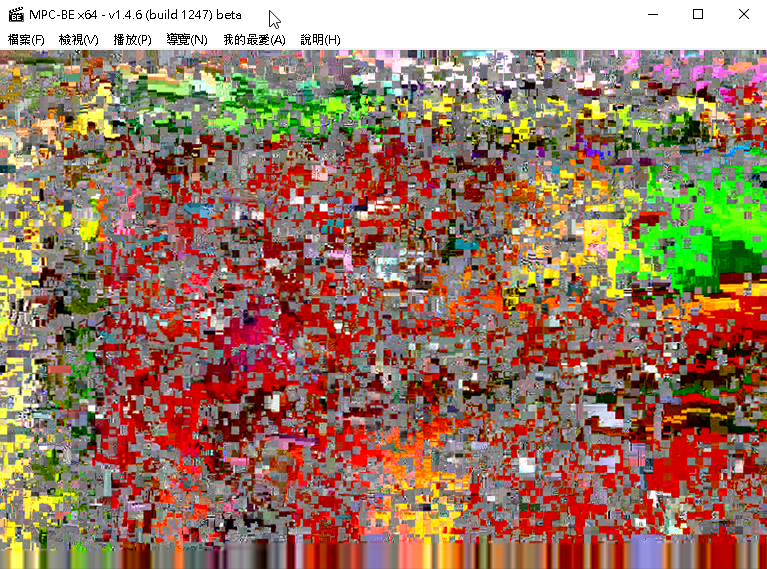 MPC-BE x64 - v1.4.6 (build 1247) beta
檔案(F) 檢視(V) 播放(P) 導覽(N) 我的最愛(A) 說明(H)